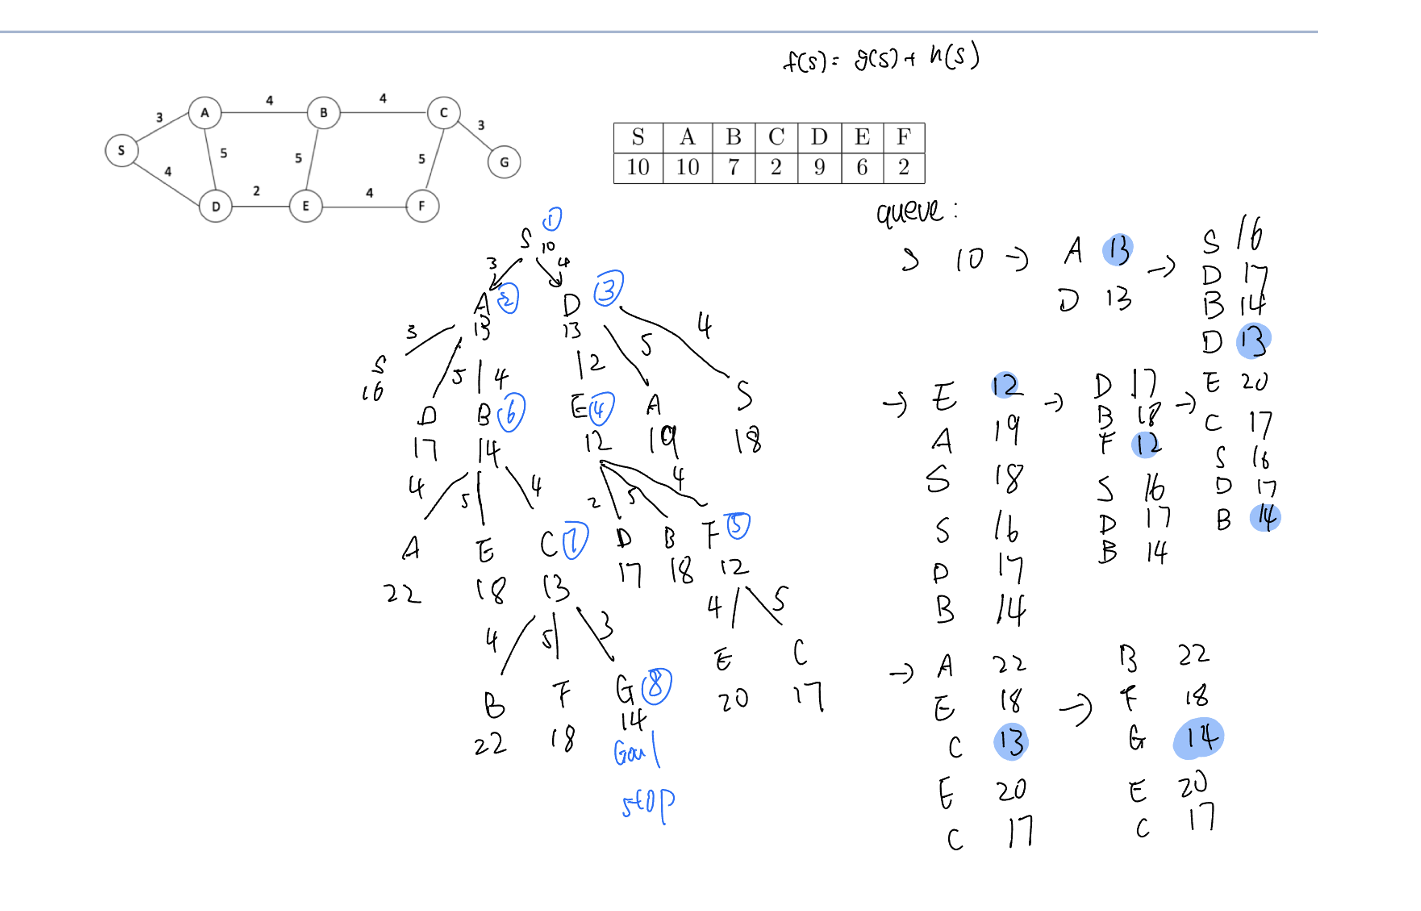 f(s) = g(s) + h(s)
4 4
3 A B C 3
S 5 5 5 G
4 2 4
D E F
S A B C D E F
10 10 7 2 9 6 2
queue :
S 10 → A 13 → S 16
D 13 D 17
B 14
D 13
→ E 12 → D 17 → E 20
A 19 B 18 C 17
S 18 F 12 S 16
S 16 S 16 D 17
D 17 D 17 B 14
B 14 B 14
→ A 22 → B 22
E 18 F 18
C 13 G 14
E 20 E 20
C 17 C 17
S 10 ①
3 4
A ② D ③
13 13
3 5 4 2 5 4
S D B ⑥ E ④ A S
16 17 14 12 19 18
4 5 4 2 5 4
A E C ⑦ D B F ⑤
22 18 13 17 18 12
4 5 3 4 5
B F G ⑧ E C
22 18 14 20 17
Goal
stop